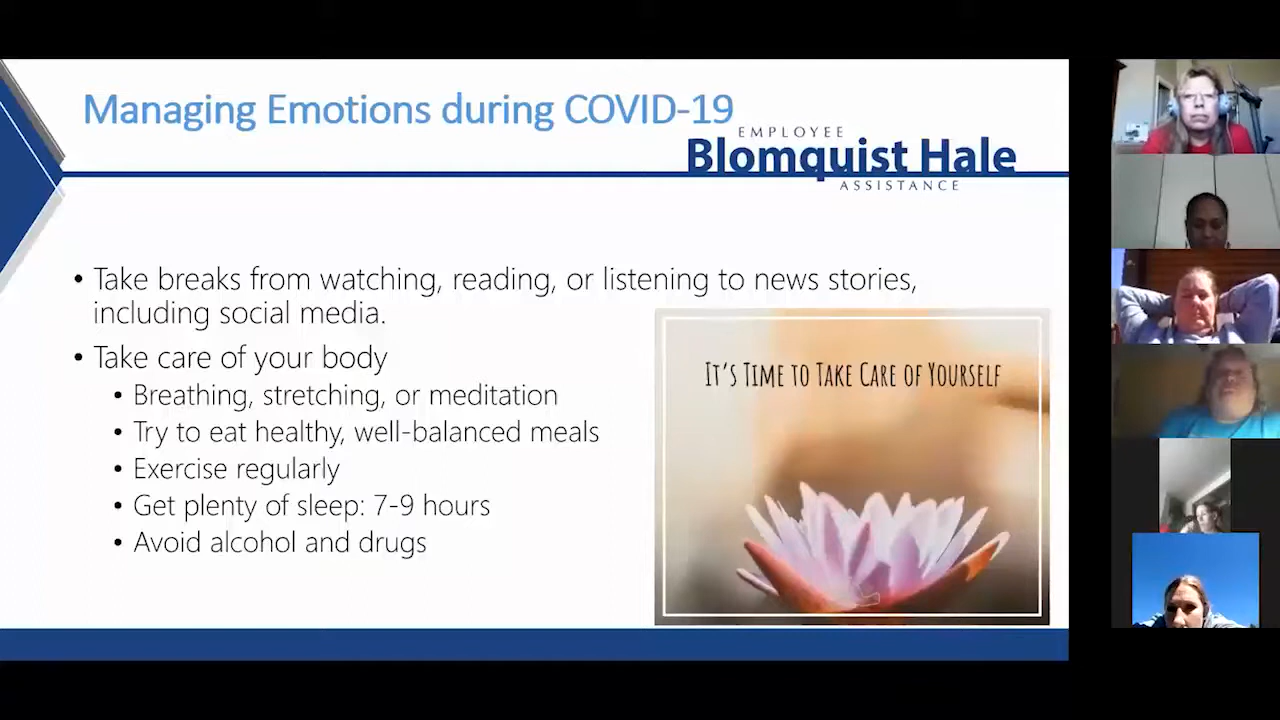 Managing Emotions during COVID-19
EMPLOYEE
Blomquist Hale
ASSISTANCE
• Take breaks from watching, reading, or listening to news stories,
including social media.
• Take care of your body
• Breathing, stretching, or meditation
• Try to eat healthy, well-balanced meals
• Exercise regularly
• Get plenty of sleep: 7-9 hours
• Avoid alcohol and drugs
IT'S TIME TO TAKE CARE OF YOURSELF